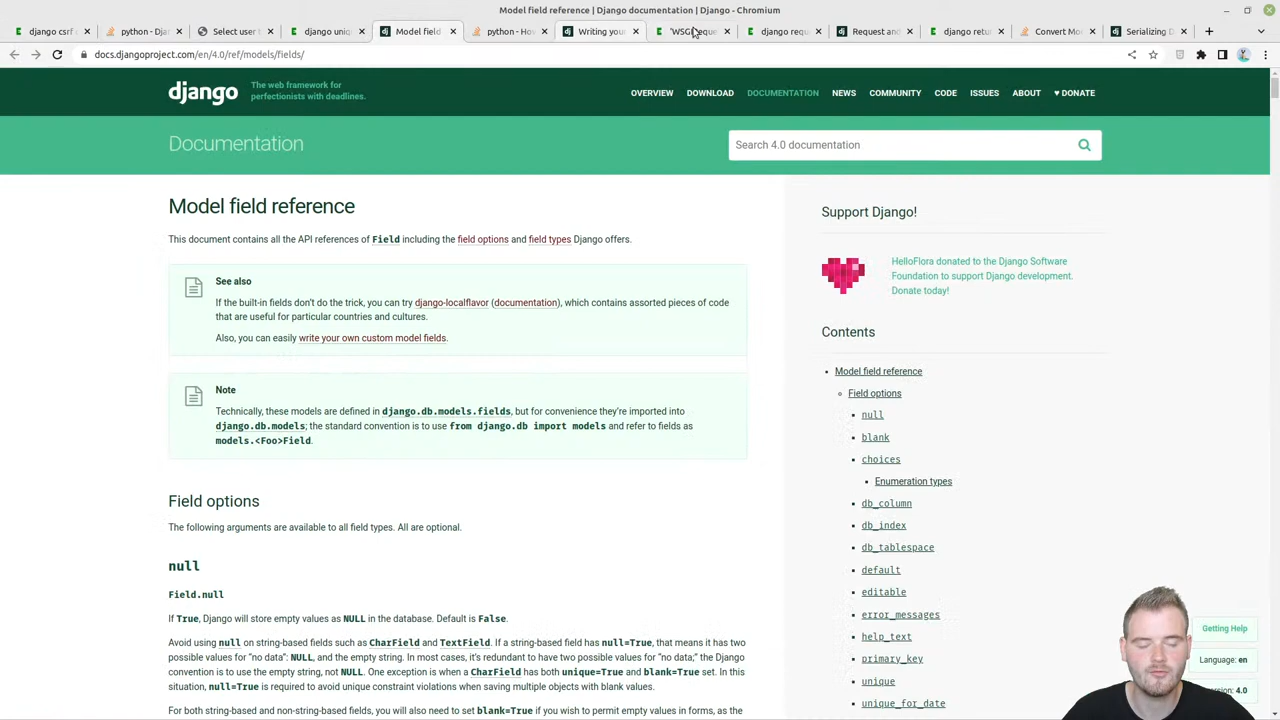 Model field reference | Django documentation | Django - Chromium
django csrf
python - Dja
Select user
django uniq
Model field
python - Ho
Writing your
"WSGIReque
django requ
Request and
django retur
Convert Mo
Serializing D
docs.djangoproject.com/en/4.0/ref/models/fields/
django
The web framework for
perfectionists with deadlines.
OVERVIEW DOWNLOAD DOCUMENTATION NEWS COMMUNITY CODE ISSUES ABOUT ♥ DONATE
Documentation
Search 4.0 documentation
Model field reference
This document contains all the API references of Field including the field options and field types Django offers.
See also
If the built-in fields don't do the trick, you can try django-localflavor (documentation), which contains assorted pieces of code
that are useful for particular countries and cultures.
Also, you can easily write your own custom model fields.
Note
Technically, these models are defined in django.db.models.fields, but for convenience they're imported into
django.db.models; the standard convention is to use from django.db import models and refer to fields as
models.<Foo>Field.
Field options
The following arguments are available to all field types. All are optional.
null
Field.null
If True, Django will store empty values as NULL in the database. Default is False.
Avoid using null on string-based fields such as CharField and TextField. If a string-based field has null=True, that means it has two
possible values for "no data": NULL, and the empty string. In most cases, it's redundant to have two possible values for "no data;" the Django
convention is to use the empty string, not NULL. One exception is when a CharField has both unique=True and blank=True set. In this
situation, null=True is required to avoid unique constraint violations when saving multiple objects with blank values.
For both string-based and non-string-based fields, you will also need to set blank=True if you wish to permit empty values in forms, as the
Support Django!
HelloFlora donated to the Django Software
Foundation to support Django development.
Donate today!
Contents
Model field reference
Field options
null
blank
choices
Enumeration types
db_column
db_index
db_tablespace
default
editable
error_messages
help_text
primary_key
unique
unique_for_date
Getting Help
Language: en
ersion: 4.0